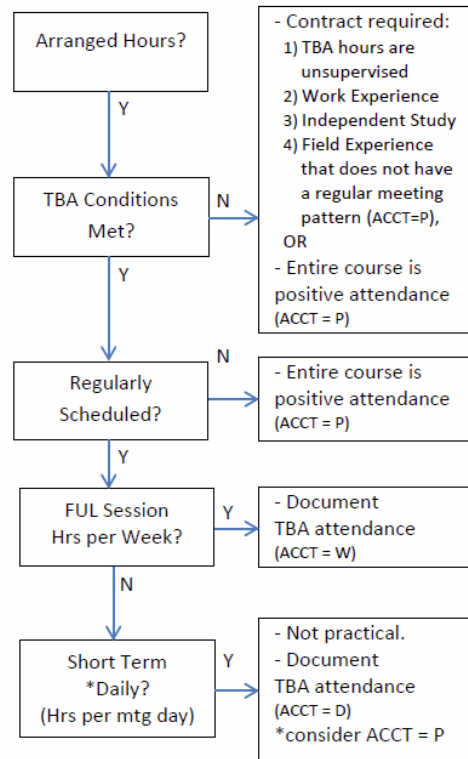 Arranged Hours?
Y
- Contract required:
1) TBA hours are
unsupervised
2) Work Experience
3) Independent Study
4) Field Experience
that does not have
a regular meeting
pattern (ACCT=P),
OR
- Entire course is
positive attendance
(ACCT = P)
TBA Conditions
Met?
N
Y
Regularly
Scheduled?
N
- Entire course is
positive attendance
(ACCT = P)
Y
FUL Session
Hrs per Week?
Y
- Document
TBA attendance
(ACCT = W)
N
Short Term
*Daily?
(Hrs per mtg day)
Y
- Not practical.
- Document
TBA attendance
(ACCT = D)
*consider ACCT = P